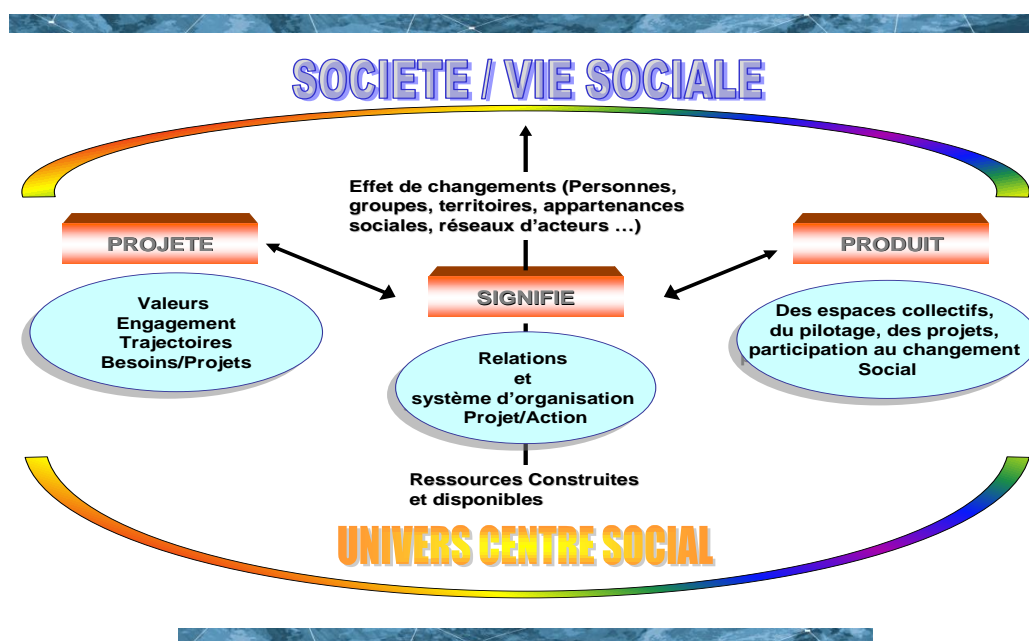 SOCIETE / VIE SOCIALE
Effet de changements (Personnes,
groupes, territoires, appartenances
sociales, réseaux d'acteurs …)
PROJETE
PRODUIT
SIGNIFIE
Valeurs
Engagement
Trajectoires
Besoins/Projets
Relations
et
système d'organisation
Projet/Action
Des espaces collectifs,
du pilotage, des projets,
participation au changement
Social
Ressources Construites
et disponibles
UNIVERS CENTRE SOCIAL